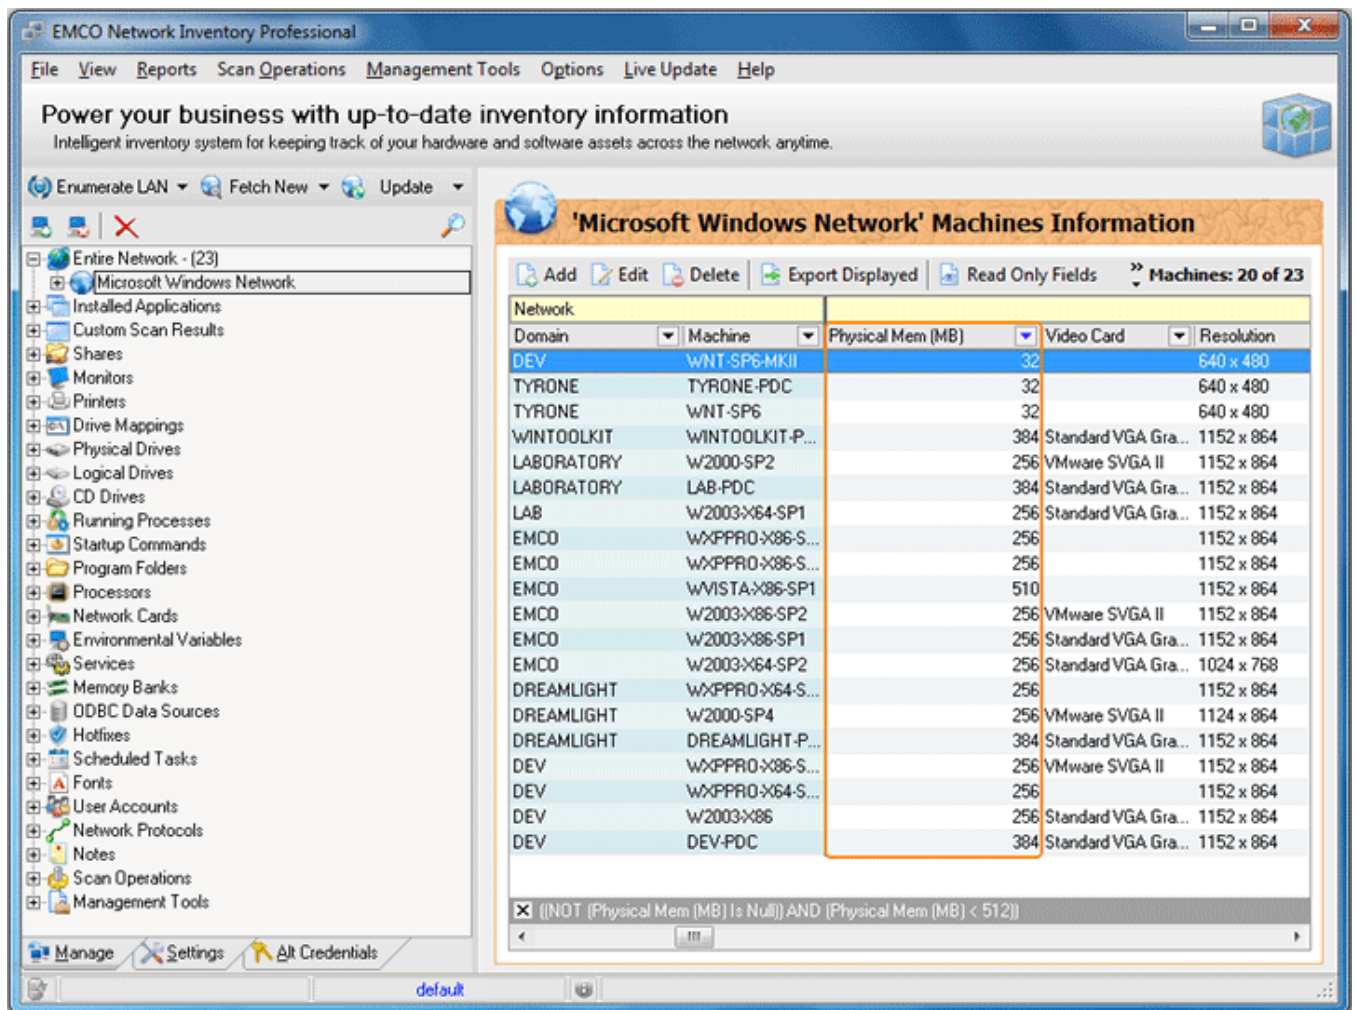 EMCO Network Inventory Professional
File View Reports Scan Operations Management Tools Options Live Update Help
Power your business with up-to-date inventory information
Intelligent inventory system for keeping track of your hardware and software assets across the network anytime.
Enumerate LAN Fetch New Update
Entire Network - (23)
Microsoft Windows Network
Installed Applications
Custom Scan Results
Shares
Monitors
Printers
Drive Mappings
Physical Drives
Logical Drives
CD Drives
Running Processes
Startup Commands
Program Folders
Processors
Network Cards
Environmental Variables
Services
Memory Banks
ODBC Data Sources
Hotfixes
Scheduled Tasks
Fonts
User Accounts
Network Protocols
Notes
Scan Operations
Management Tools
Manage Settings Alt Credentials
'Microsoft Windows Network' Machines Information
Add Edit Delete Export Displayed Read Only Fields » Machines: 20 of 23
Network
Domain Machine Physical Mem (MB) Video Card Resolution
DEV WNT-SP6-MKII 32 640 x 480
TYRONE TYRONE-PDC 32 640 x 480
TYRONE WNT-SP6 32 640 x 480
WINTOOLKIT WINTOOLKIT-P... 384 Standard VGA Gra... 1152 x 864
LABORATORY W2000-SP2 256 VMware SVGA II 1152 x 864
LABORATORY LAB-PDC 384 Standard VGA Gra... 1152 x 864
LAB W2003-X64-SP1 256 Standard VGA Gra... 1152 x 864
EMCO WXPPRO-X86-S... 256 1152 x 864
EMCO WXPPRO-X86-S... 256 1152 x 864
EMCO WVISTA-X86-SP1 510 1152 x 864
EMCO W2003-X86-SP2 256 VMware SVGA II 1152 x 864
EMCO W2003-X86-SP1 256 Standard VGA Gra... 1152 x 864
EMCO W2003-X64-SP2 256 Standard VGA Gra... 1024 x 768
DREAMLIGHT WXPPRO-X64-S... 256 1152 x 864
DREAMLIGHT W2000-SP4 256 VMware SVGA II 1124 x 864
DREAMLIGHT DREAMLIGHT-P... 384 Standard VGA Gra... 1152 x 864
DEV WXPPRO-X86-S... 256 VMware SVGA II 1152 x 864
DEV WXPPRO-X64-S... 256 1152 x 864
DEV W2003-X86 256 Standard VGA Gra... 1152 x 864
DEV DEV-PDC 384 Standard VGA Gra... 1152 x 864
((NOT (Physical Mem (MB) Is Null)) AND (Physical Mem (MB) < 512))
default